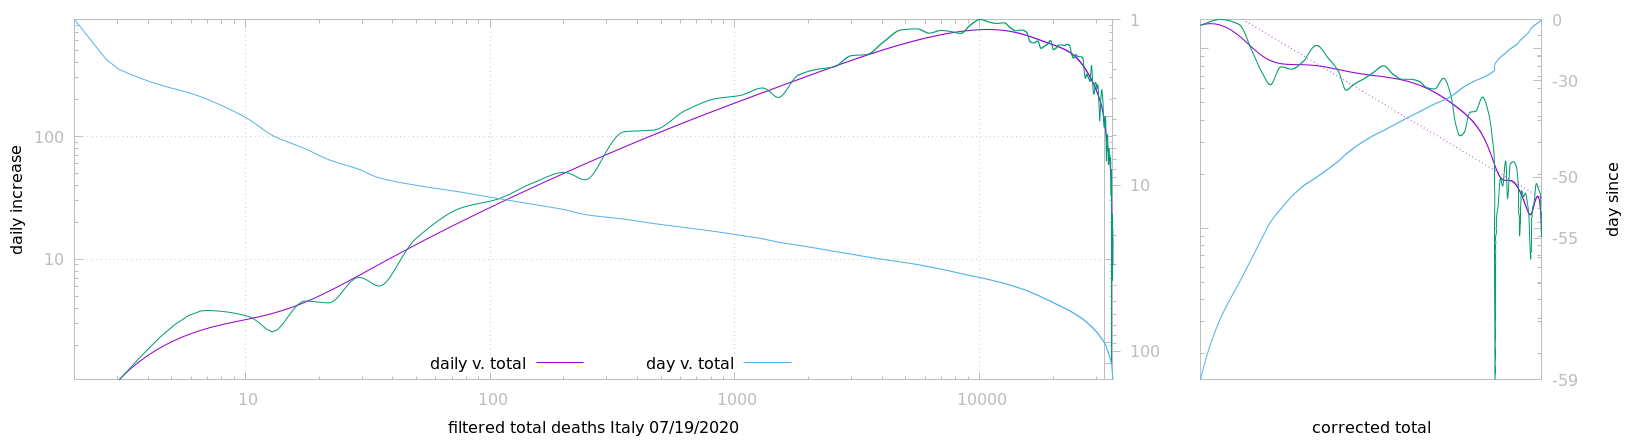 daily increase
100
10
10
100
1000
10000
filtered total deaths Italy 07/19/2020
daily v. total
day v. total
1
10
100
0
-30
-50
-55
-59
day since
corrected total